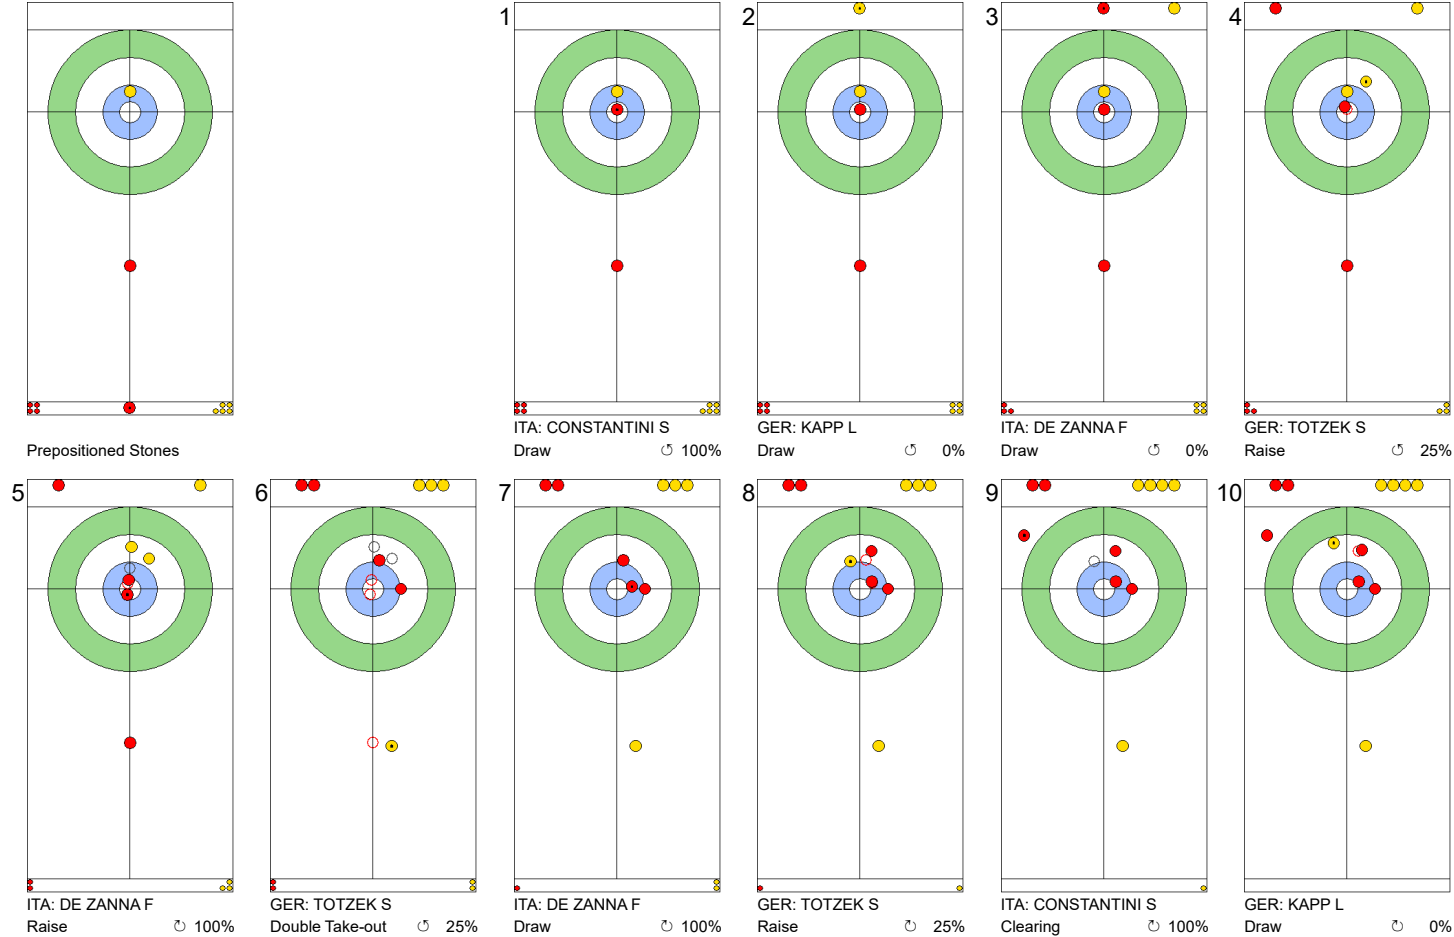 1
2
3
4
Prepositioned Stones
ITA: CONSTANTINI S
Draw ↺ 100%
GER: KAPP L
Draw ↺ 0%
ITA: DE ZANNA F
Draw ↺ 0%
GER: TOTZEK S
Raise ↺ 25%
5
6
7
8
9
10
ITA: DE ZANNA F
Raise ↻ 100%
GER: TOTZEK S
Double Take-out ↺ 25%
ITA: DE ZANNA F
Draw ↻ 100%
GER: TOTZEK S
Raise ↻ 25%
ITA: CONSTANTINI S
Clearing ↻ 100%
GER: KAPP L
Draw ↻ 0%